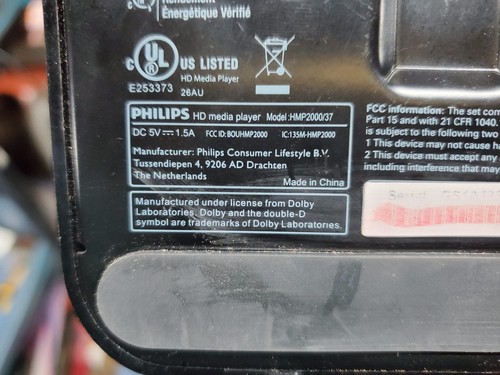 Rendement
Énergétique Vérifié
C UL US LISTED
HD Media Player
E253373 26AU
PHILIPS HD media player Model:HMP2000/37
DC 5V⎓1.5A FCC ID: BOUHMP2000 IC:135M-HMP2000
Manufacturer: Philips Consumer Lifestyle B.V.
Tussendiepen 4, 9206 AD Drachten
The Netherlands
Made in China
Manufactured under license from Dolby
Laboratories. Dolby and the double-D
symbol are trademarks of Dolby Laboratories.
FCC information: The set com
Part 15 and with 21 CFR 1040.
is subject to the following two
1 This device may not cause ha
2 This device must accept any
including interference that may